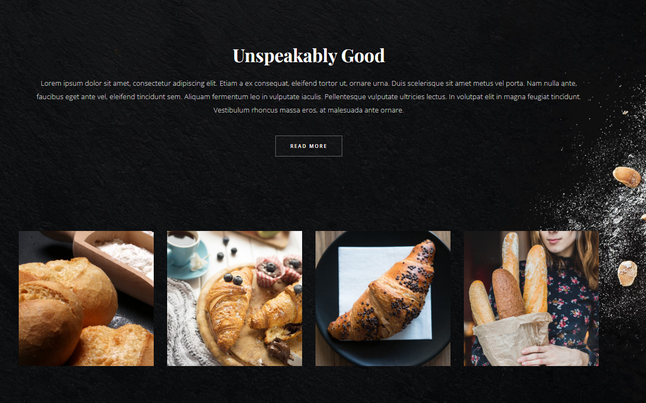 Unspeakably Good
Lorem ipsum dolor sit amet, consectetur adipiscing elit. Etiam a ex consequat, eleifend tortor ut, ornare urna. Duis scelerisque sit amet metus vel porta. Nam nulla ante,
faucibus eget ante vel, eleifend tincidunt sem. Aliquam fermentum leo in vulputate iaculis. Pellentesque vulputate ultricies lectus. In volutpat elit in magna feugiat tincidunt.
Vestibulum rhoncus massa eros, at malesuada ante ornare.
READ MORE